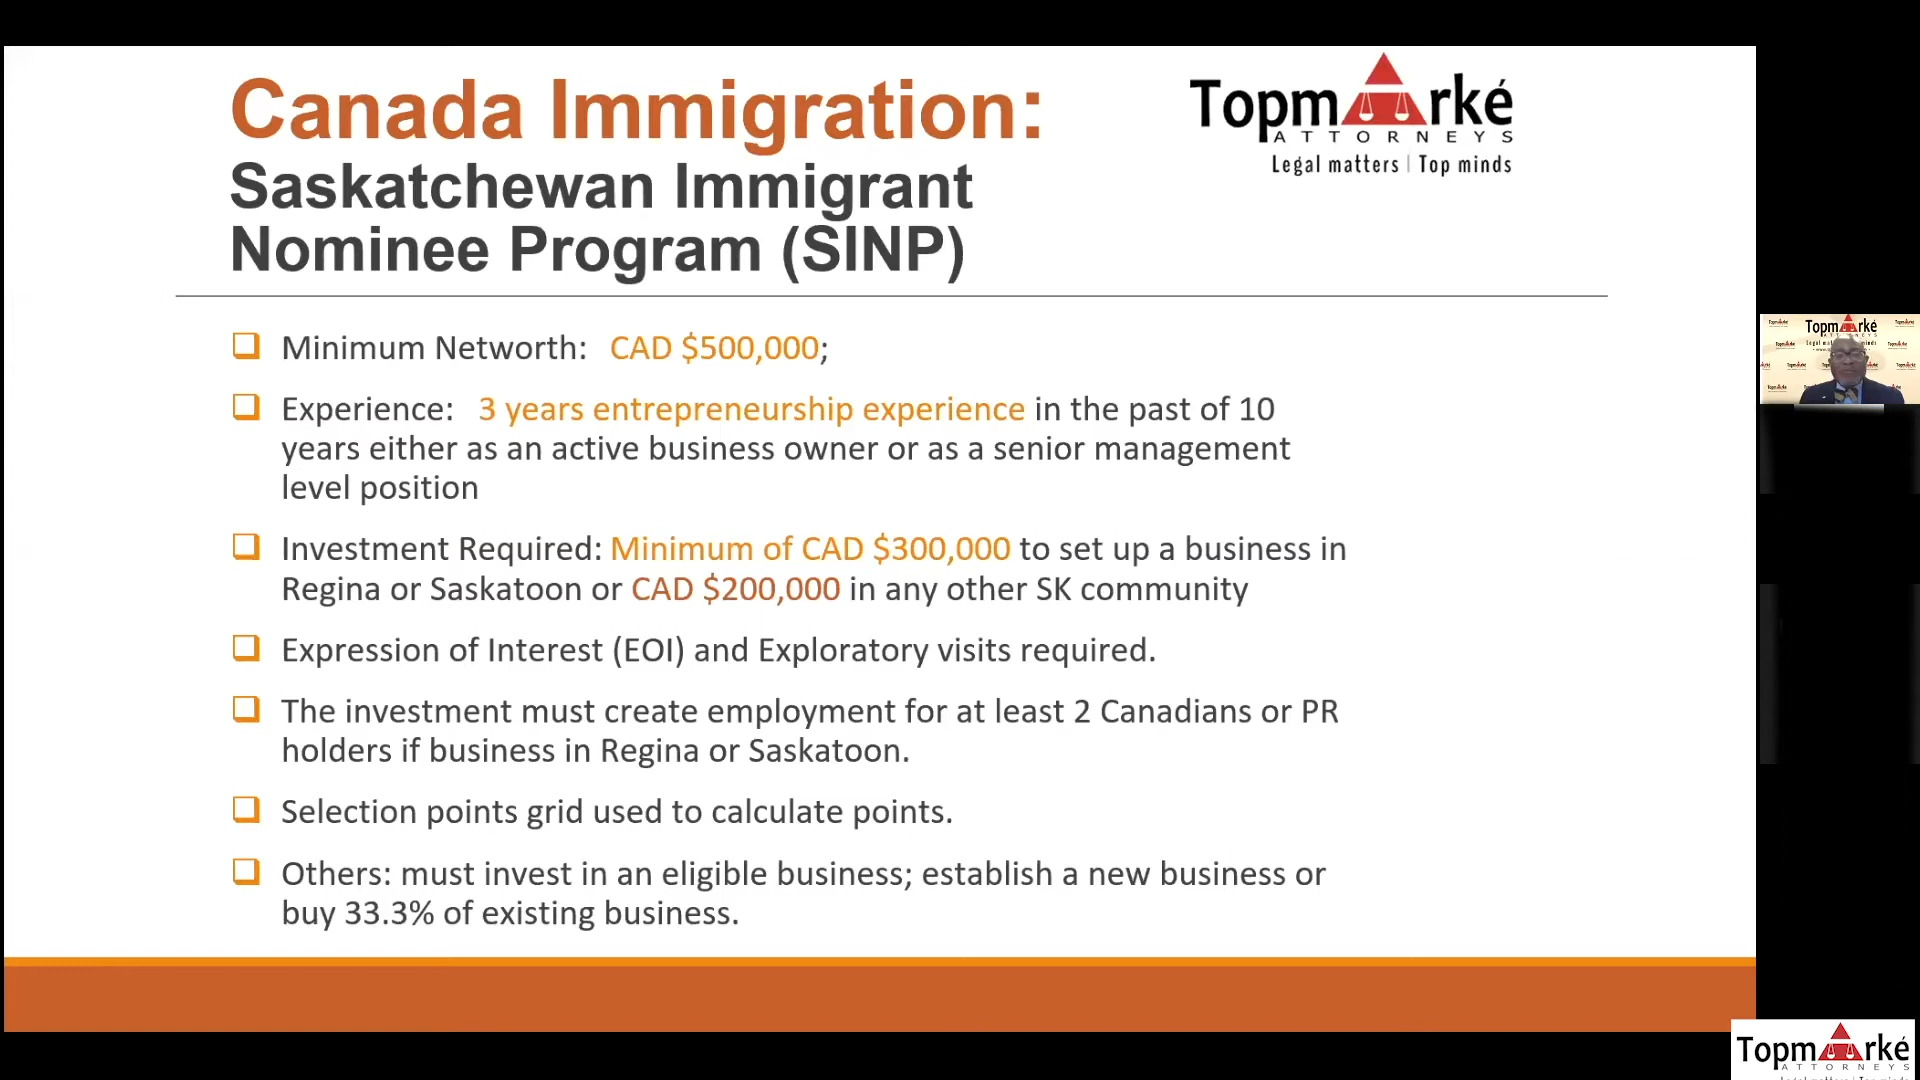 Canada Immigration:
Saskatchewan Immigrant
Nominee Program (SINP)
Topmarké
ATTORNEYS
Legal matters | Top minds
Minimum Networth: CAD $500,000;
Experience: 3 years entrepreneurship experience in the past of 10
years either as an active business owner or as a senior management
level position
Investment Required: Minimum of CAD $300,000 to set up a business in
Regina or Saskatoon or CAD $200,000 in any other SK community
Expression of Interest (EOI) and Exploratory visits required.
The investment must create employment for at least 2 Canadians or PR
holders if business in Regina or Saskatoon.
Selection points grid used to calculate points.
Others: must invest in an eligible business; establish a new business or
buy 33.3% of existing business.
Topmarké
Topmarké
ATTORNEYS